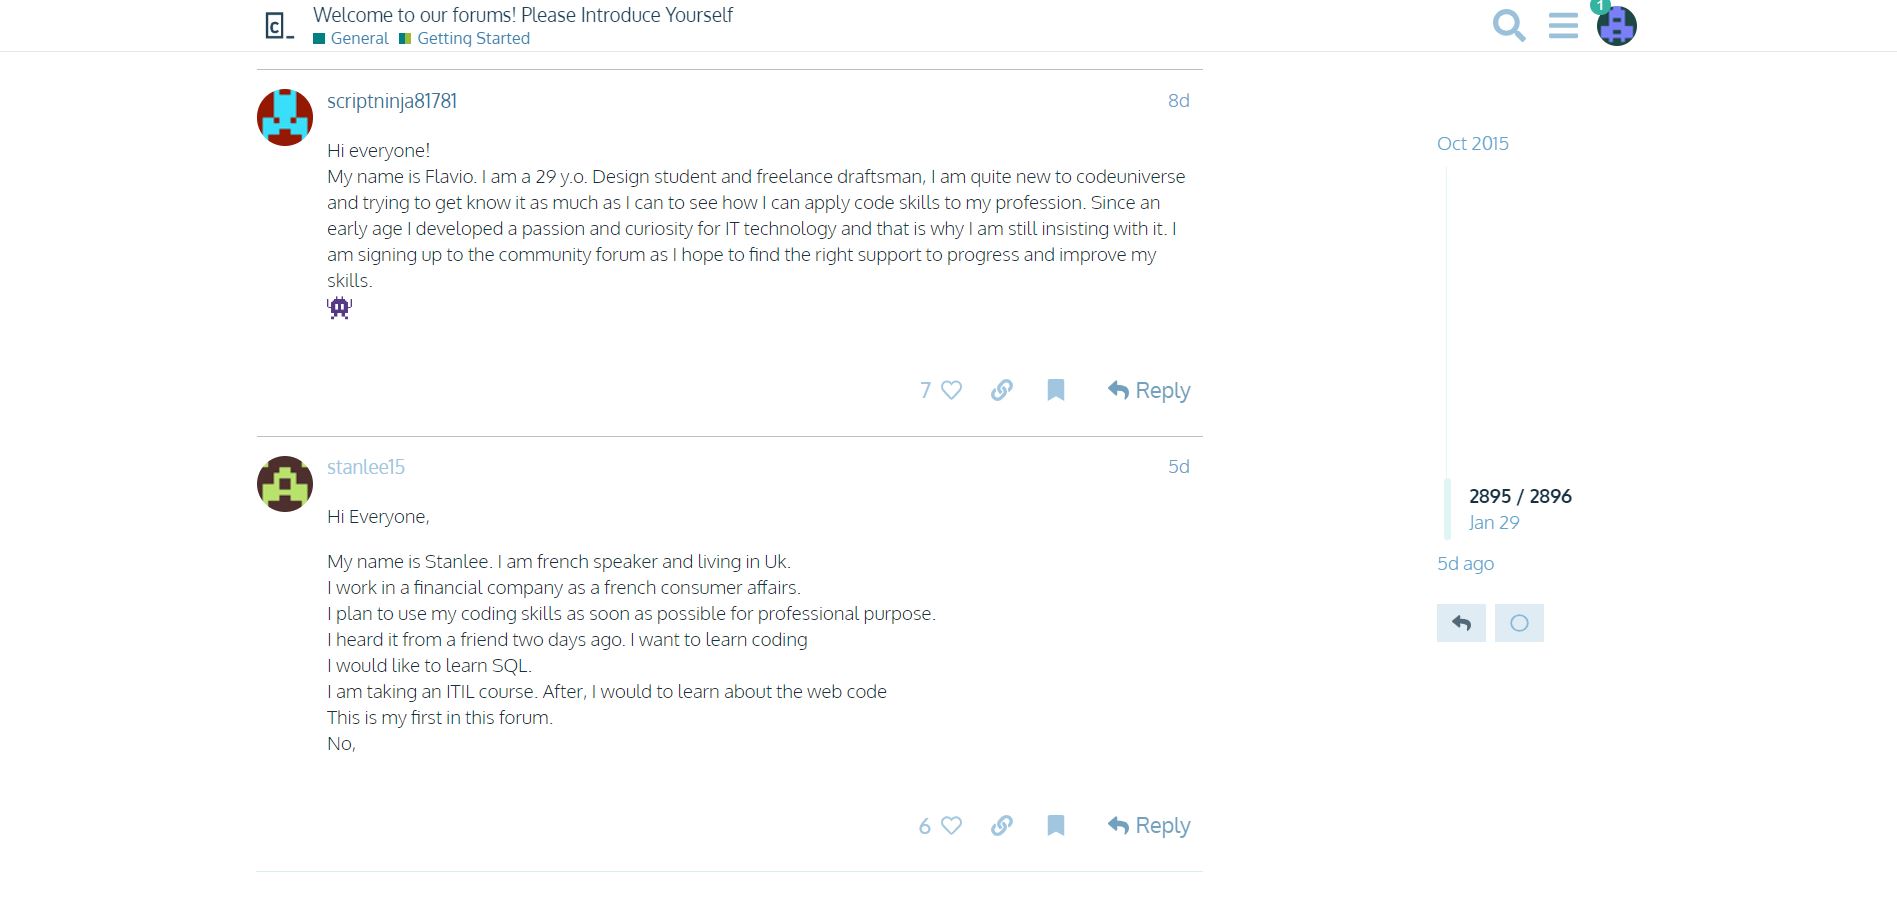 Welcome to our forums! Please Introduce Yourself
General Getting Started
1
scriptninja81781 8d
Hi everyone!
My name is Flavio. I am a 29 y.o. Design student and freelance draftsman, I am quite new to codeuniverse
and trying to get know it as much as I can to see how I can apply code skills to my profession. Since an
early age I developed a passion and curiosity for IT technology and that is why I am still insisting with it. I
am signing up to the community forum as I hope to find the right support to progress and improve my
skills.
7 Reply
stanlee15 5d
Hi Everyone,
My name is Stanlee. I am french speaker and living in Uk.
I work in a financial company as a french consumer affairs.
I plan to use my coding skills as soon as possible for professional purpose.
I heard it from a friend two days ago. I want to learn coding
I would like to learn SQL.
I am taking an ITIL course. After, I would to learn about the web code
This is my first in this forum.
No,
6 Reply
Oct 2015
2895 / 2896
Jan 29
5d ago